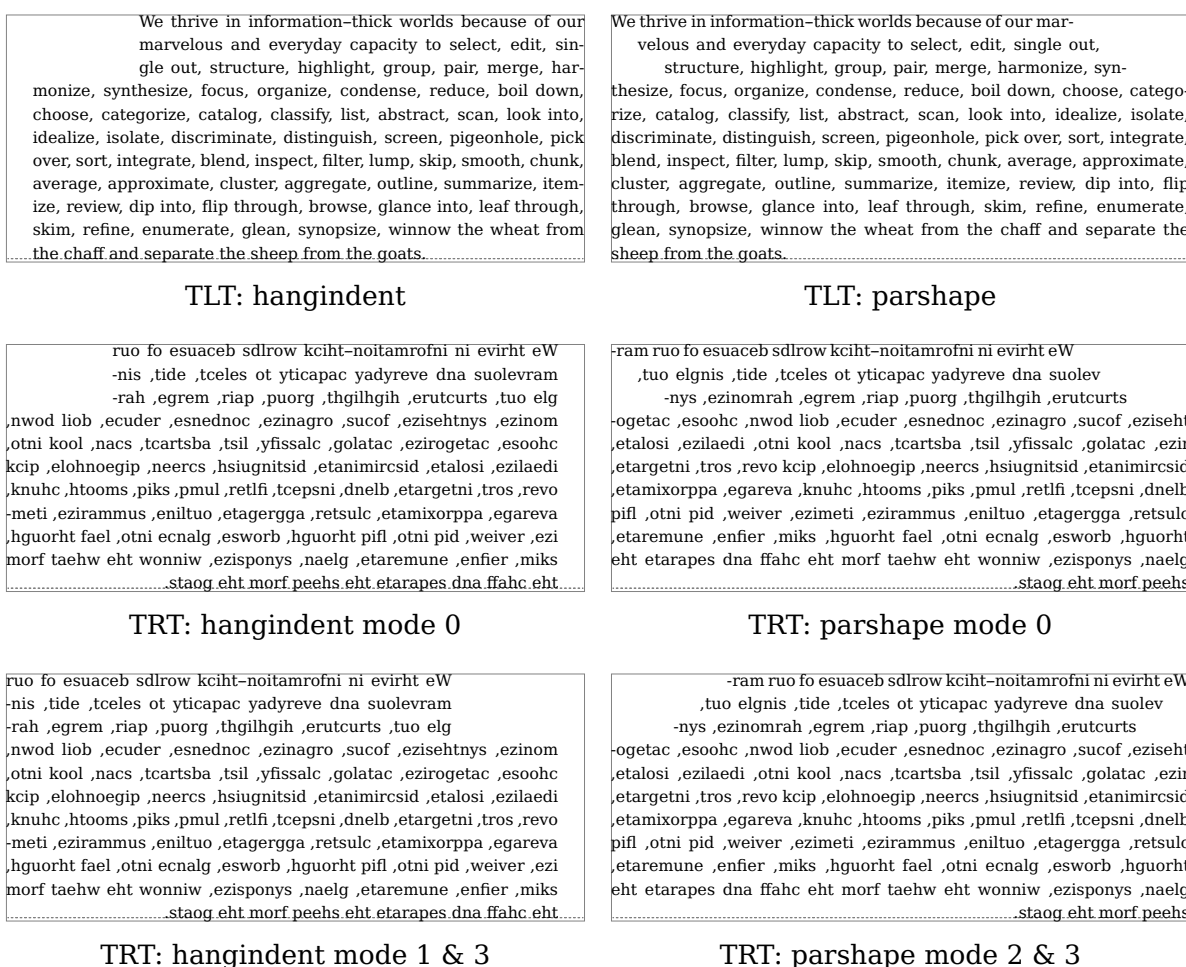 We thrive in information–thick worlds because of our
marvelous and everyday capacity to select, edit, sin-
gle out, structure, highlight, group, pair, merge, har-
monize, synthesize, focus, organize, condense, reduce, boil down,
choose, categorize, catalog, classify, list, abstract, scan, look into,
idealize, isolate, discriminate, distinguish, screen, pigeonhole, pick
over, sort, integrate, blend, inspect, filter, lump, skip, smooth, chunk,
average, approximate, cluster, aggregate, outline, summarize, item-
ize, review, dip into, flip through, browse, glance into, leaf through,
skim, refine, enumerate, glean, synopsize, winnow the wheat from
the chaff and separate the sheep from the goats.
TLT: hangindent
We thrive in information–thick worlds because of our mar-
velous and everyday capacity to select, edit, single out,
structure, highlight, group, pair, merge, harmonize, syn-
thesize, focus, organize, condense, reduce, boil down, choose, catego-
rize, catalog, classify, list, abstract, scan, look into, idealize, isolate,
discriminate, distinguish, screen, pigeonhole, pick over, sort, integrate,
blend, inspect, filter, lump, skip, smooth, chunk, average, approximate,
cluster, aggregate, outline, summarize, itemize, review, dip into, flip
through, browse, glance into, leaf through, skim, refine, enumerate,
glean, synopsize, winnow the wheat from the chaff and separate the
sheep from the goats.
TLT: parshape
ruo fo esuaceb sdlrow kciht–noitamrofni ni evirht eW
-nis ,tide ,tceles ot yticapac yadyreve dna suolevram
-rah ,egrem ,riap ,puorg ,thgilhgih ,erutcurts ,tuo elg
,nwod liob ,ecuder ,esnednoc ,ezinagro ,sucof ,ezisehtnys ,ezinom
,otni kool ,nacs ,tcartsba ,tsil ,yfissalc ,golatac ,ezirogetac ,esoohc
kcip ,elohnoegip ,neercs ,hsiugnitsid ,etanimircsid ,etalosi ,ezilaedi
,knuhc ,htooms ,piks ,pmul ,retlfi ,tcepsni ,dnelb ,etargetni ,tros ,revo
-meti ,ezirammus ,eniltuo ,etagergga ,retsulc ,etamixorppa ,egareva
,hguorht fael ,otni ecnalg ,esworb ,hguorht pifl ,otni pid ,weiver ,ezi
morf taehw eht wonniw ,ezisponys ,naelg ,etaremune ,enfier ,miks
.staog eht morf peehs eht etarapes dna ffahc eht
TRT: hangindent mode 0
-ram ruo fo esuaceb sdlrow kciht–noitamrofni ni evirht eW
,tuo elgnis ,tide ,tceles ot yticapac yadyreve dna suolev
-nys ,ezinomrah ,egrem ,riap ,puorg ,thgilhgih ,erutcurts
-ogetac ,esoohc ,nwod liob ,ecuder ,esnednoc ,ezinagro ,sucof ,eziseht
,etalosi ,ezilaedi ,otni kool ,nacs ,tcartsba ,tsil ,yfissalc ,golatac ,ezir
,etargetni ,tros ,revo kcip ,elohnoegip ,neercs ,hsiugnitsid ,etanimircsid
,etamixorppa ,egareva ,knuhc ,htooms ,piks ,pmul ,retlfi ,tcepsni ,dnelb
pifl ,otni pid ,weiver ,ezimeti ,ezirammus ,eniltuo ,etagergga ,retsulc
,etaremune ,enfier ,miks ,hguorht fael ,otni ecnalg ,esworb ,hguorht
eht etarapes dna ffahc eht morf taehw eht wonniw ,ezisponys ,naelg
.staog eht morf peehs
TRT: parshape mode 0
ruo fo esuaceb sdlrow kciht–noitamrofni ni evirht eW
-nis ,tide ,tceles ot yticapac yadyreve dna suolevram
-rah ,egrem ,riap ,puorg ,thgilhgih ,erutcurts ,tuo elg
,nwod liob ,ecuder ,esnednoc ,ezinagro ,sucof ,ezisehtnys ,ezinom
,otni kool ,nacs ,tcartsba ,tsil ,yfissalc ,golatac ,ezirogetac ,esoohc
kcip ,elohnoegip ,neercs ,hsiugnitsid ,etanimircsid ,etalosi ,ezilaedi
,knuhc ,htooms ,piks ,pmul ,retlfi ,tcepsni ,dnelb ,etargetni ,tros ,revo
-meti ,ezirammus ,eniltuo ,etagergga ,retsulc ,etamixorppa ,egareva
,hguorht fael ,otni ecnalg ,esworb ,hguorht pifl ,otni pid ,weiver ,ezi
morf taehw eht wonniw ,ezisponys ,naelg ,etaremune ,enfier ,miks
.staog eht morf peehs eht etarapes dna ffahc eht
TRT: hangindent mode 1 & 3
-ram ruo fo esuaceb sdlrow kciht–noitamrofni ni evirht eW
,tuo elgnis ,tide ,tceles ot yticapac yadyreve dna suolev
-nys ,ezinomrah ,egrem ,riap ,puorg ,thgilhgih ,erutcurts
-ogetac ,esoohc ,nwod liob ,ecuder ,esnednoc ,ezinagro ,sucof ,eziseht
,etalosi ,ezilaedi ,otni kool ,nacs ,tcartsba ,tsil ,yfissalc ,golatac ,ezir
,etargetni ,tros ,revo kcip ,elohnoegip ,neercs ,hsiugnitsid ,etanimircsid
,etamixorppa ,egareva ,knuhc ,htooms ,piks ,pmul ,retlfi ,tcepsni ,dnelb
pifl ,otni pid ,weiver ,ezimeti ,ezirammus ,eniltuo ,etagergga ,retsulc
,etaremune ,enfier ,miks ,hguorht fael ,otni ecnalg ,esworb ,hguorht
eht etarapes dna ffahc eht morf taehw eht wonniw ,ezisponys ,naelg
.staog eht morf peehs
TRT: parshape mode 2 & 3